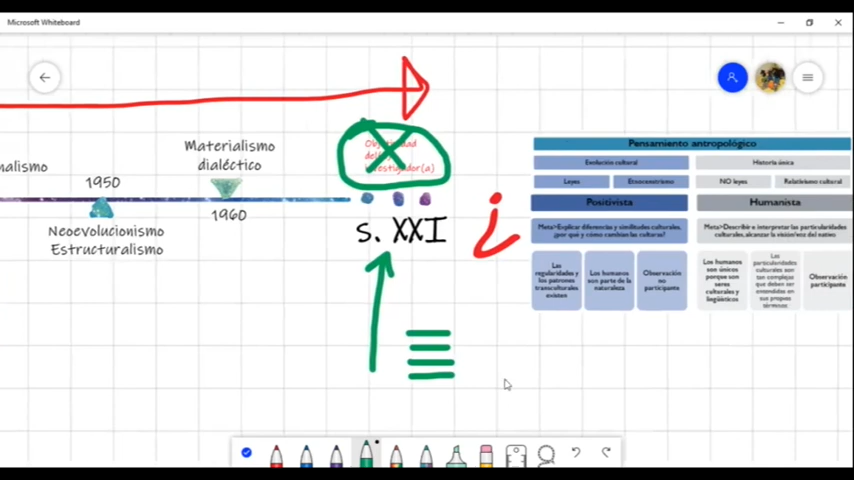 Microsoft Whiteboard
Materialismo
dialéctico
nalismo
1950
1960
Neoevolucionismo
Estructuralismo
investigador(a)
s. XXI
¿
Pensamiento antropológico
Evolución cultural
Historia única
Leyes
Etnocentrismo
NO leyes
Relativismo cultural
Positivista
Humanista
Meta>Explicar diferencias y similitudes culturales,
¿por qué y cómo cambian las culturas?
Meta>Describir e interpretar las particularidades
culturales, alcanzar la visión/ens del nativo
Las
regularidades y
los patrones
transculturales
existen
Los humanos
son parte de la
naturaleza
Observación
no
participante
Los humanos
son únicos
porque son
seres
culturales y
lingüísticos
Las
particularidades
culturales son
tan complejas
que deben ser
entendidas en
sus propios
términos
Observación
participante